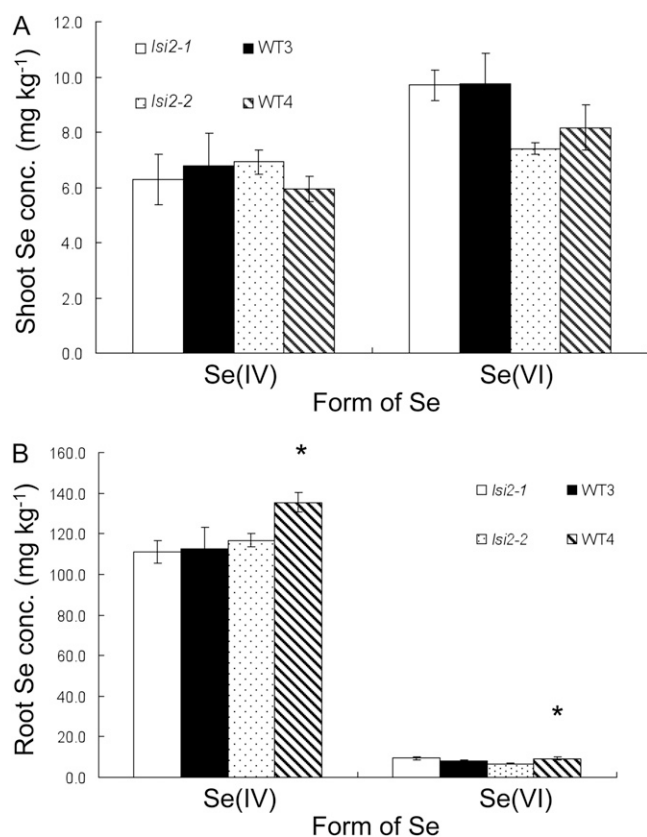 A
Shoot Se conc. (mg kg-1)
12.0
10.0
8.0
6.0
4.0
2.0
0.0
lsi2-1 WT3
lsi2-2 WT4
Se(IV) Se(VI)
Form of Se
B
Root Se conc. (mg kg-1)
160.0
140.0
120.0
100.0
80.0
60.0
40.0
20.0
0.0
* lsi2-1 WT3
lsi2-2 WT4
*
Se(IV) Se(VI)
Form of Se